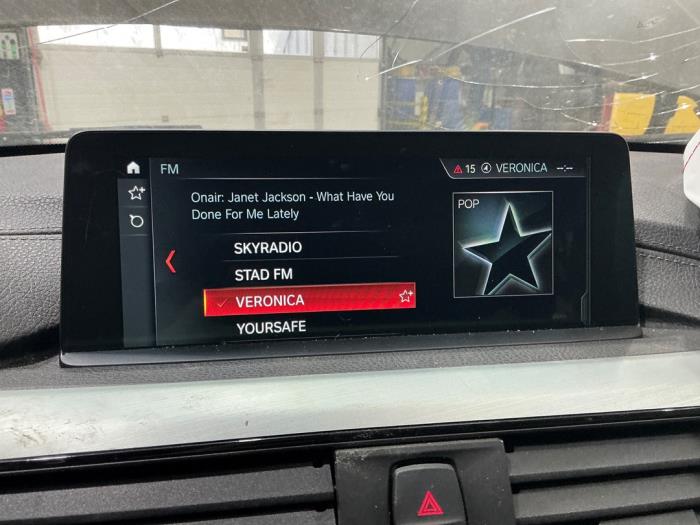 FM
15 VERONICA --:--
Onair: Janet Jackson - What Have You
Done For Me Lately
POP
SKYRADIO
STAD FM
VERONICA
YOURSAFE